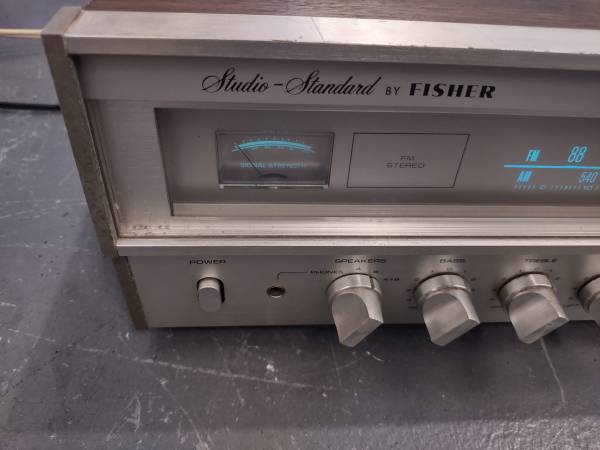 Studio-Standard BY FISHER
SIGNAL STRENGTH
FM
STEREO
FM 88
AM 540
POWER
SPEAKERS
BASS
TREBLE
PHONES
A
B
A+B